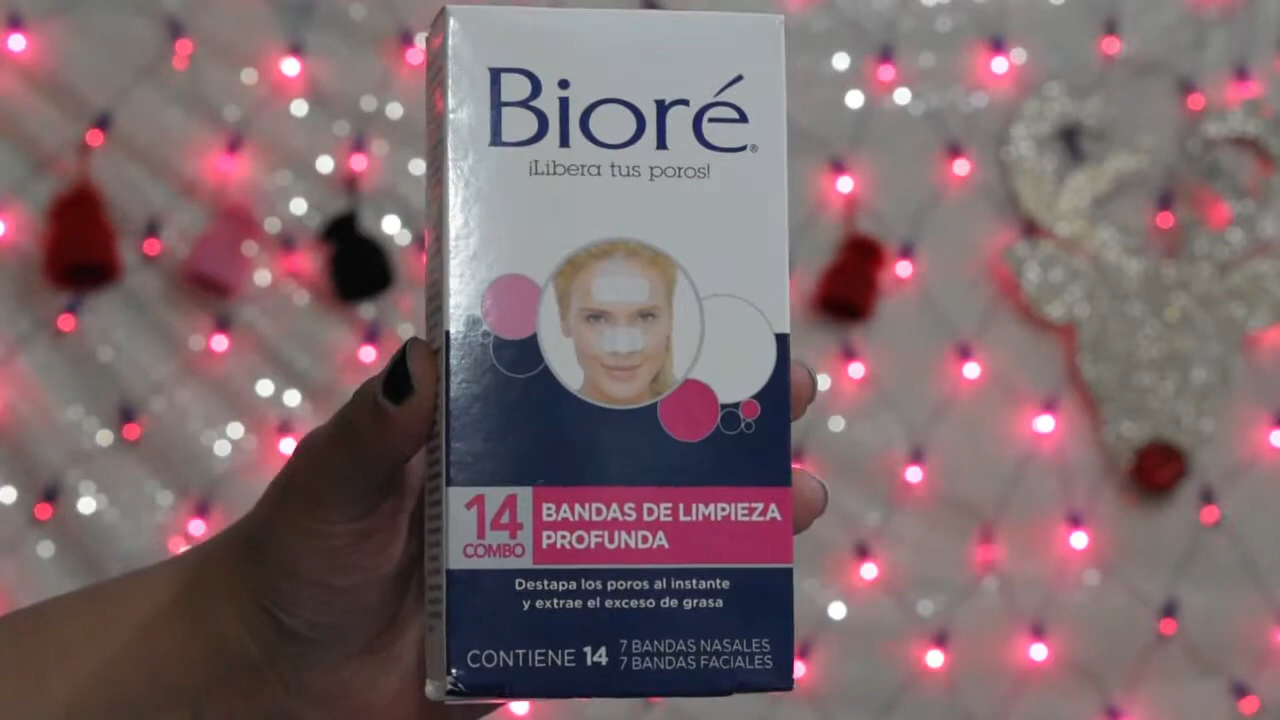 Bioré®
¡Libera tus poros!
14
COMBO
BANDAS DE LIMPIEZA
PROFUNDA
Destapa los poros al instante
y extrae el exceso de grasa
CONTIENE 14
7 BANDAS NASALES
7 BANDAS FACIALES